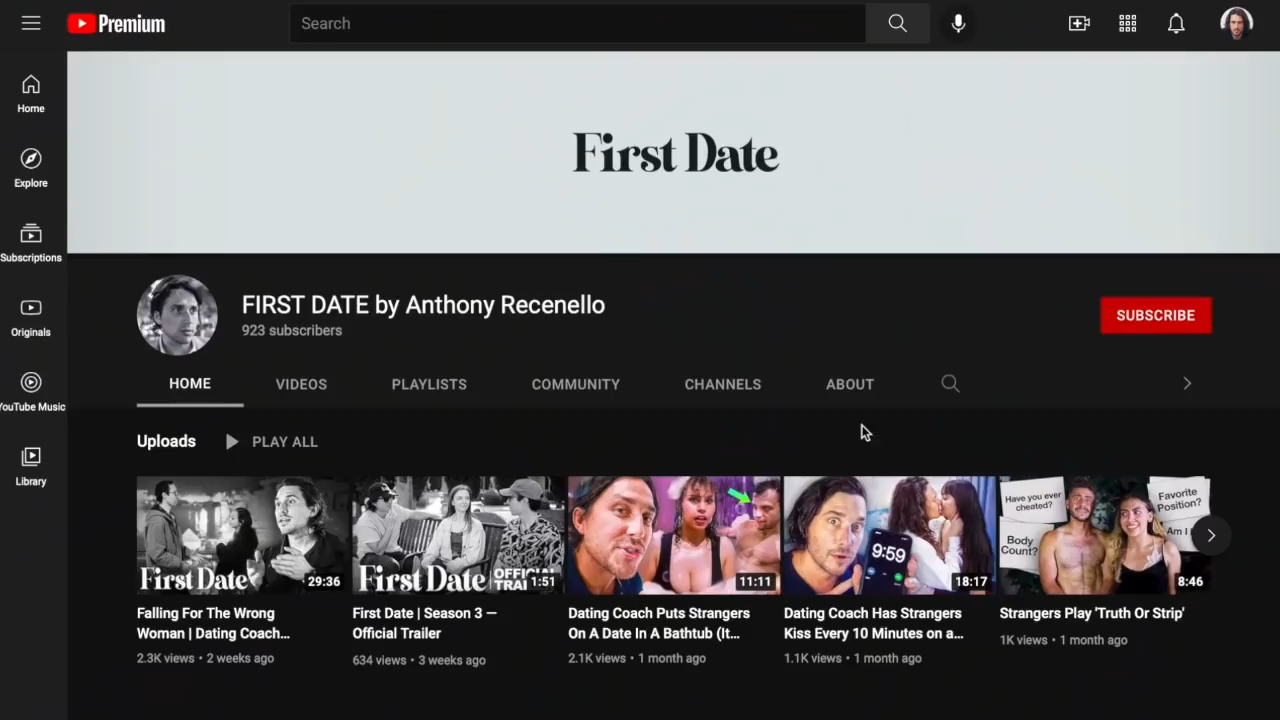 Premium
Search
Home
Explore
Subscriptions
Originals
YouTube Music
Library
First Date
FIRST DATE by Anthony Recenello
923 subscribers
SUBSCRIBE
HOME
VIDEOS
PLAYLISTS
COMMUNITY
CHANNELS
ABOUT
Uploads
PLAY ALL
First Date
29:36
Falling For The Wrong
Woman | Dating Coach...
2.3K views • 2 weeks ago
First Date
OFFICIAL
TRAI
1:51
First Date | Season 3 —
Official Trailer
634 views • 3 weeks ago
11:11
Dating Coach Puts Strangers
On A Date In A Bathtub (It...
2.1K views • 1 month ago
9:59
18:17
Dating Coach Has Strangers
Kiss Every 10 Minutes on a...
1.1K views • 1 month ago
Have you ever
cheated?
Body
Count?
Favorite
Position?
Am I
8:46
Strangers Play 'Truth Or Strip'
1K views • 1 month ago